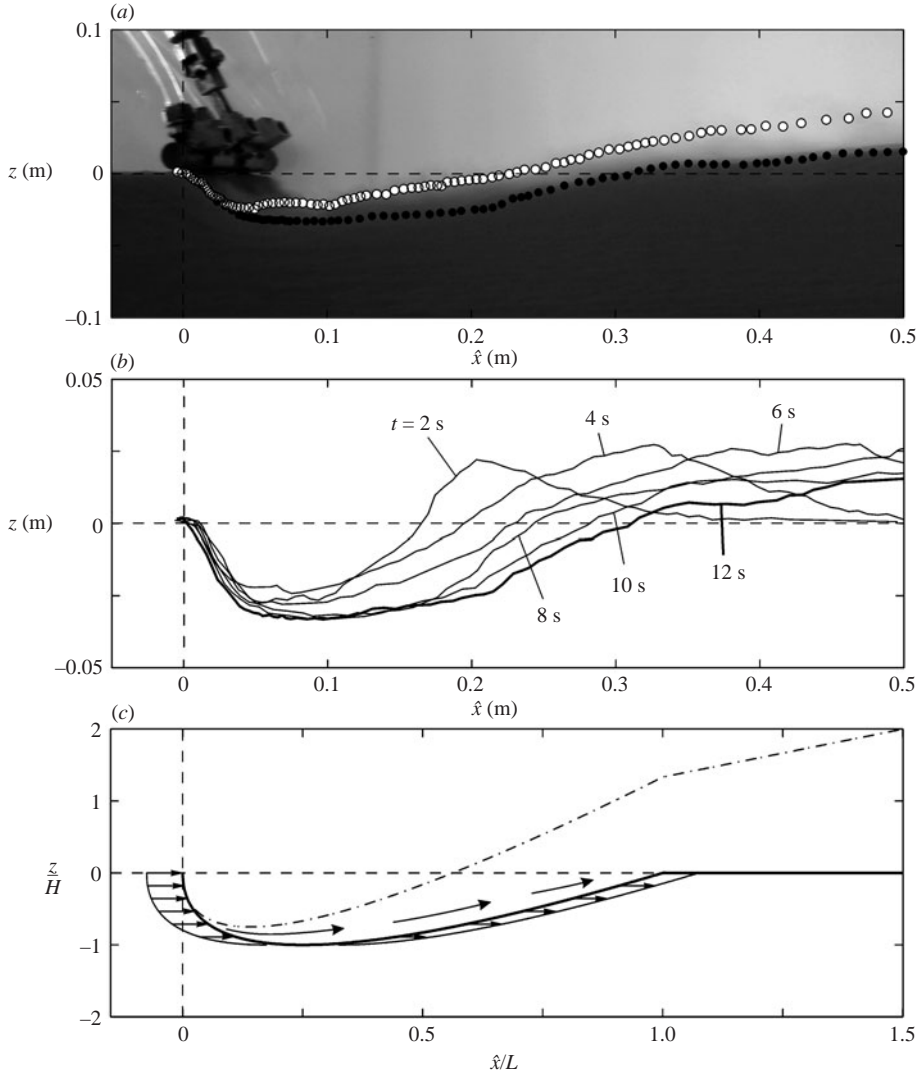 (a)
0.1
z (m)
0
–0.1
0 0.1 0.2 0.3 0.4 0.5
x̂ (m)
(b)
0.05
t = 2 s
4 s
6 s
z (m)
0
8 s
10 s
12 s
–0.05
0 0.1 0.2 0.3 0.4 0.5
x̂ (m)
(c)
2
1
z
H
0
–1
–2
0 0.5 1.0 1.5
x̂/L